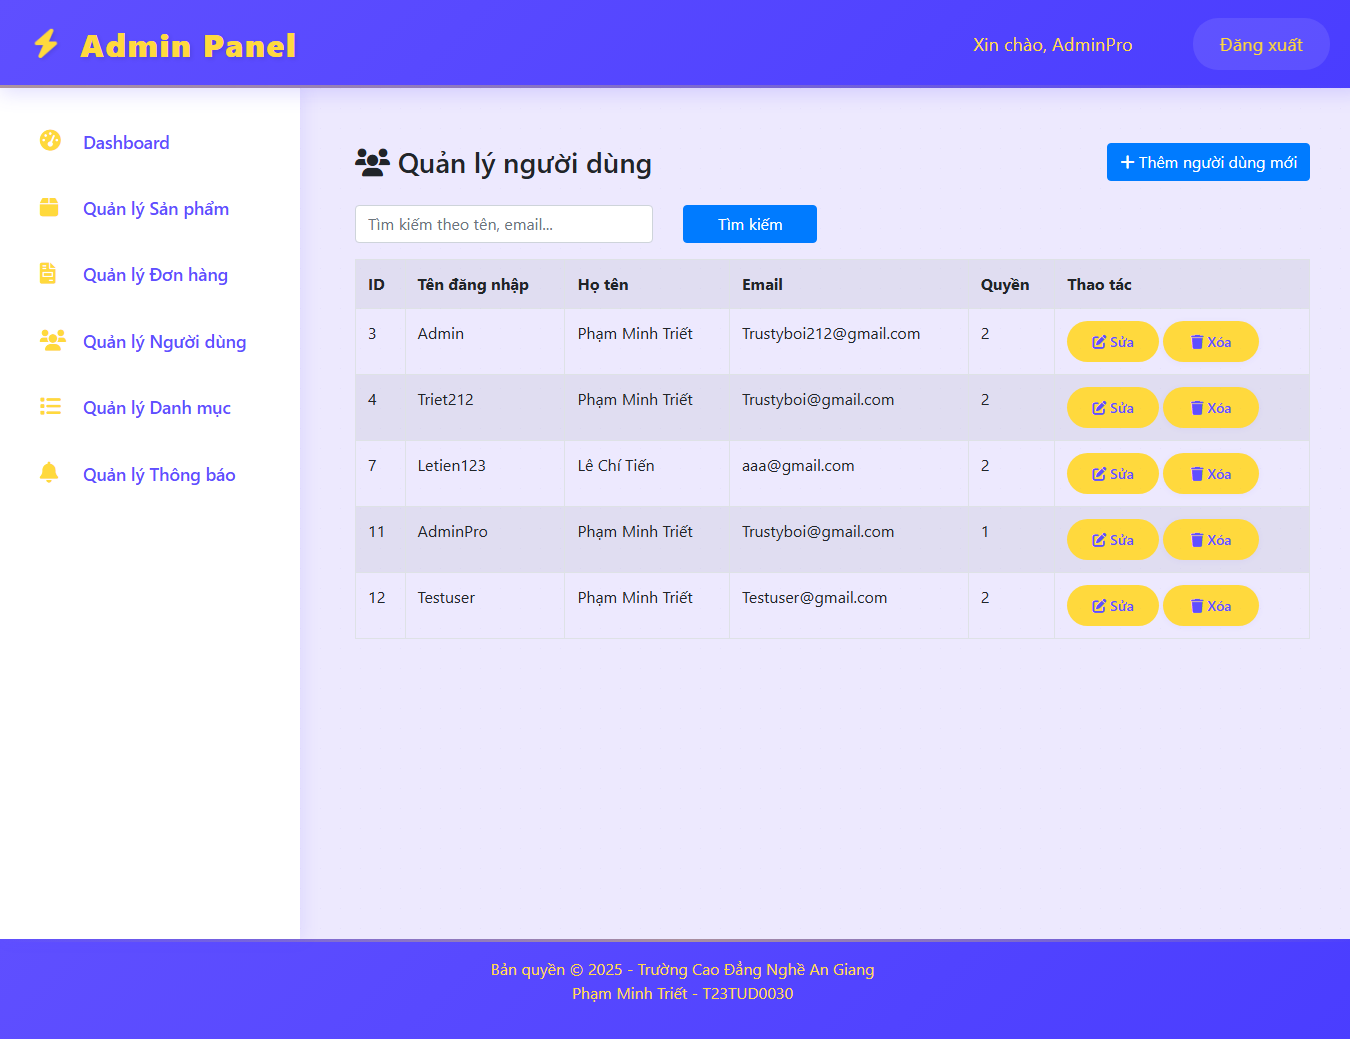 Admin Panel
Xin chào, AdminPro
Đăng xuất
Dashboard
Quản lý Sản phẩm
Quản lý Đơn hàng
Quản lý Người dùng
Quản lý Danh mục
Quản lý Thông báo
Quản lý người dùng
Thêm người dùng mới
Tìm kiếm theo tên, email...
Tìm kiếm
ID Tên đăng nhập Họ tên Email Quyền Thao tác
3 Admin Phạm Minh Triết Trustyboi212@gmail.com 2 Sửa Xóa
4 Triet212 Phạm Minh Triết Trustyboi@gmail.com 2 Sửa Xóa
7 Letien123 Lê Chí Tiến aaa@gmail.com 2 Sửa Xóa
11 AdminPro Phạm Minh Triết Trustyboi@gmail.com 1 Sửa Xóa
12 Testuser Phạm Minh Triết Testuser@gmail.com 2 Sửa Xóa
Bản quyền © 2025 - Trường Cao Đẳng Nghề An Giang
Phạm Minh Triết - T23TUD0030